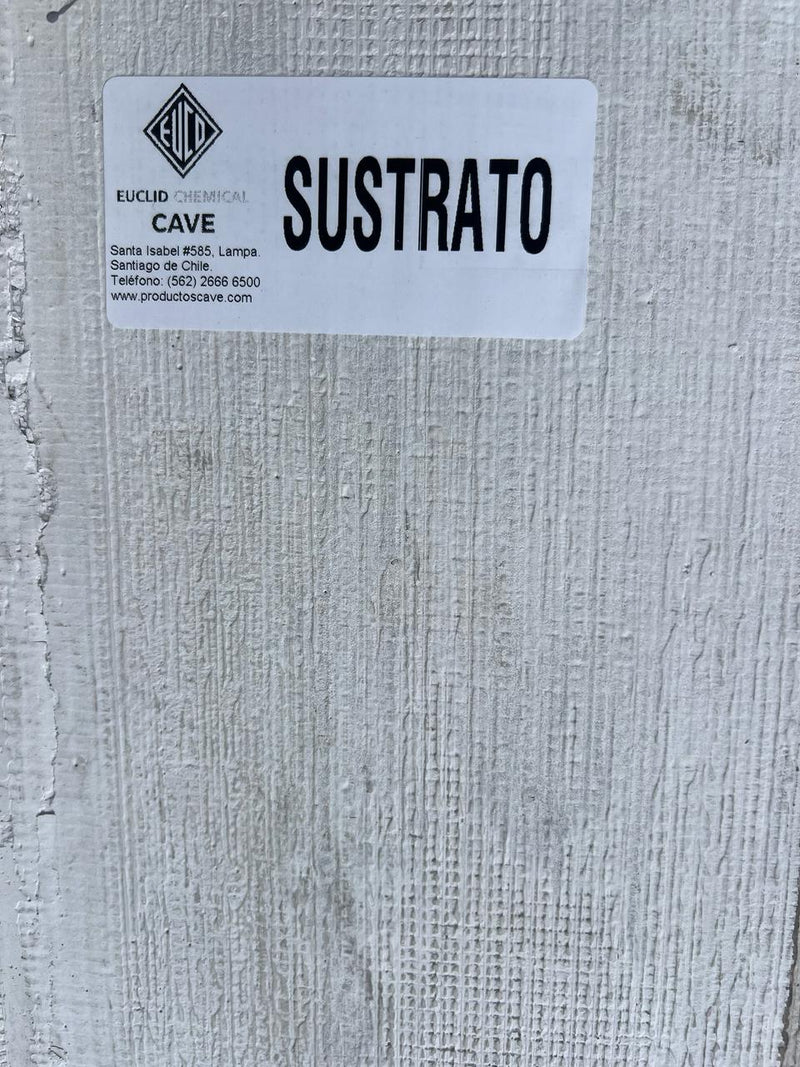 EUCO
EUCLID CHEMICAL
CAVE
SUSTRATO
Santa Isabel #585, Lampa.
Santiago de Chile.
Teléfono: (562) 2666 6500
www.productoscave.com